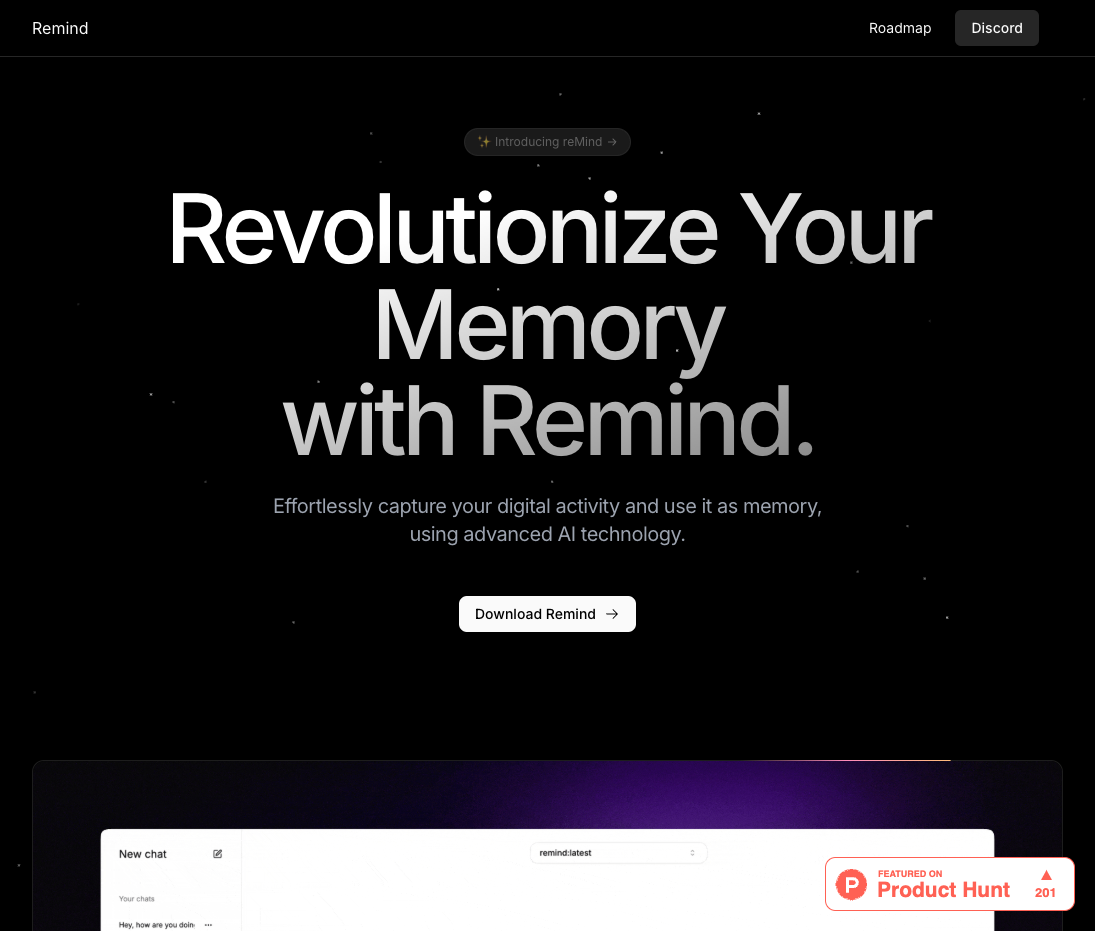 Remind
Roadmap
Discord
✨ Introducing reMind →
Revolutionize Your
Memory
with Remind.
Effortlessly capture your digital activity and use it as memory,
using advanced AI technology.
Download Remind →
New chat
remind:latest
Your chats
Hey, how are you doin
FEATURED ON
Product Hunt
▲
201